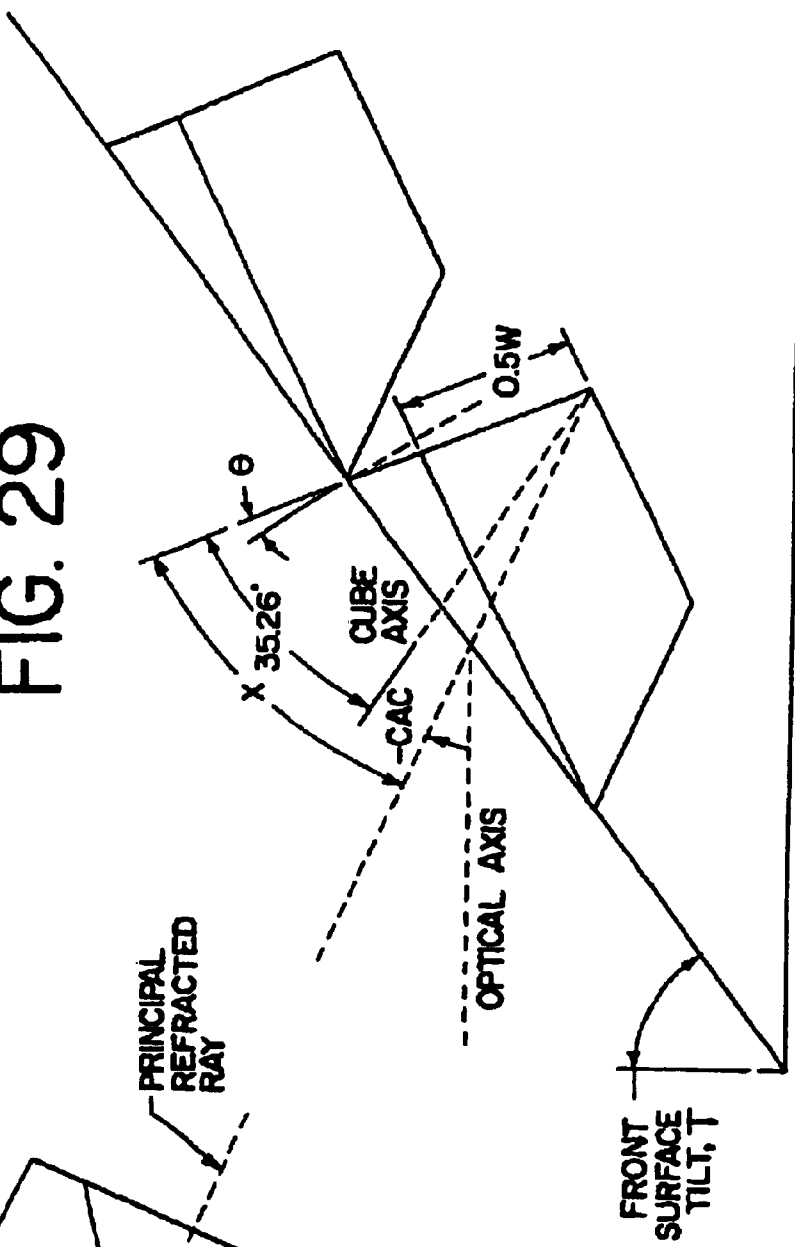 FIG. 29
θ
X
35.26°
CUBE
AXIS
-CAC
0.5W
OPTICAL AXIS
PRINCIPAL
REFRACTED
RAY
FRONT
SURFACE
TILT, T